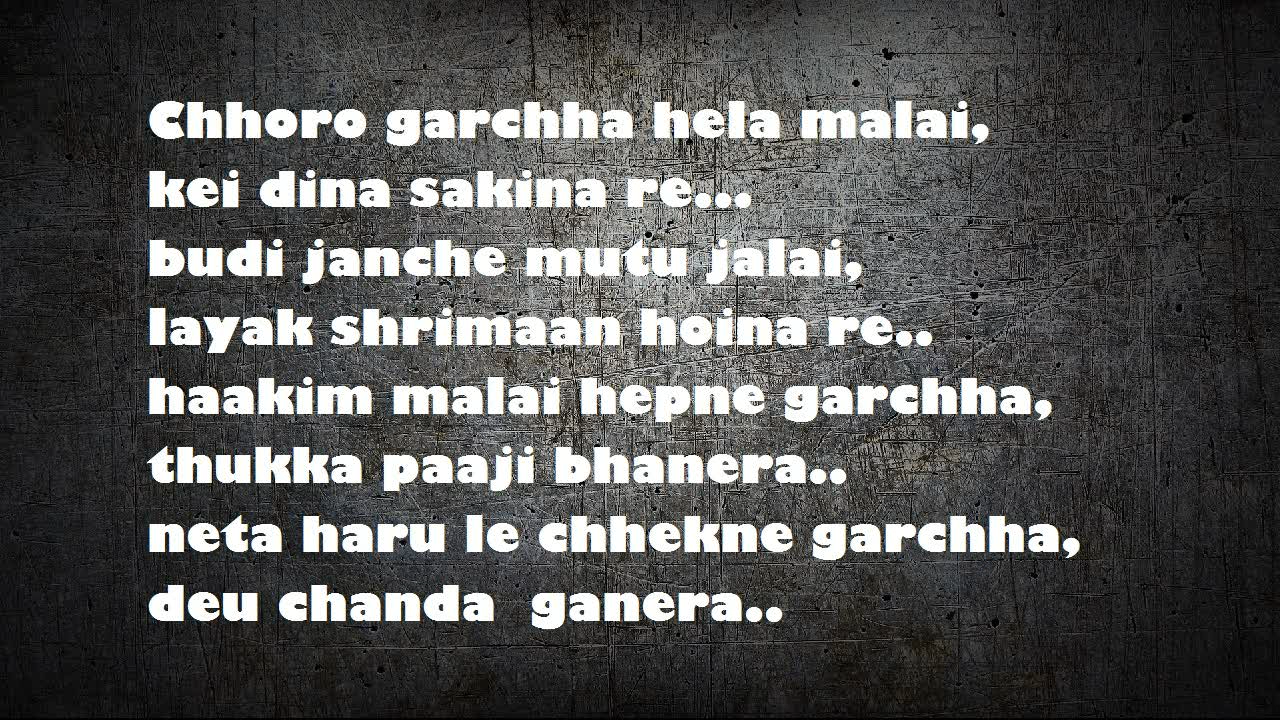 Chhoro garchha hela malai,
kei dina sakina re...
budi janche mutu jalai,
layak shrimaan hoina re..
haakim malai hepne garchha,
thukka paaji bhanera..
neta haru le chhekne garchha,
deu chanda  ganera..